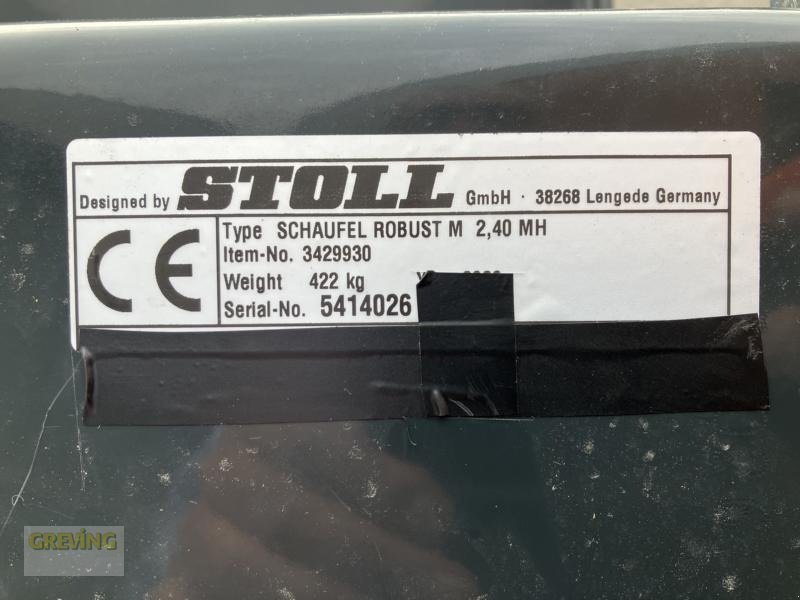 Designed by STOLL GmbH · 38268 Lengede Germany
CE
Type SCHAUFEL ROBUST M 2,40 MH
Item-No. 3429930
Weight 422 kg
Serial-No. 5414026
GREVING